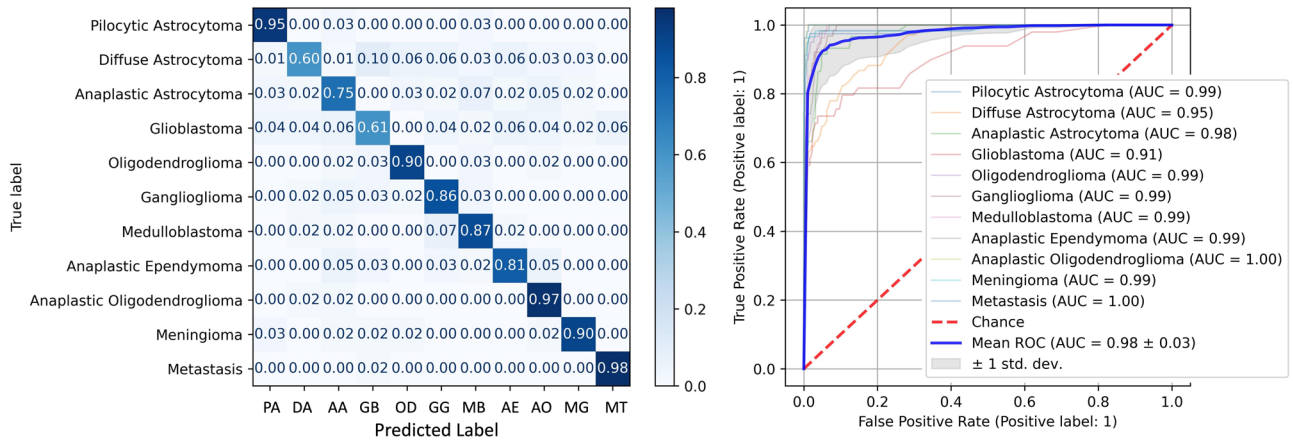 True label
Pilocytic Astrocytoma 0.95 0.00 0.03 0.00 0.00 0.00 0.00 0.00 0.00 0.00 0.00
Diffuse Astrocytoma 0.01 0.60 0.01 0.10 0.06 0.06 0.03 0.06 0.03 0.03 0.00
Anaplastic Astrocytoma 0.03 0.02 0.75 0.00 0.03 0.02 0.07 0.02 0.05 0.02 0.00
Glioblastoma 0.04 0.04 0.06 0.61 0.00 0.04 0.02 0.06 0.04 0.02 0.06
Oligodendroglioma 0.00 0.00 0.02 0.03 0.90 0.00 0.03 0.00 0.02 0.00 0.00
Ganglioglioma 0.00 0.02 0.05 0.03 0.02 0.86 0.03 0.00 0.00 0.00 0.00
Medulloblastoma 0.00 0.02 0.02 0.00 0.00 0.07 0.87 0.02 0.00 0.00 0.00
Anaplastic Ependymoma 0.00 0.00 0.05 0.03 0.00 0.03 0.02 0.81 0.05 0.00 0.00
Anaplastic Oligodendroglioma 0.00 0.00 0.02 0.00 0.00 0.00 0.00 0.00 0.97 0.00 0.00
Meningioma 0.03 0.00 0.02 0.02 0.02 0.00 0.00 0.00 0.02 0.90 0.00
Metastasis 0.00 0.00 0.00 0.02 0.00 0.00 0.00 0.00 0.00 0.00 0.98
PA DA AA GB OD GG MB AE AO MG MT
Predicted Label
0.8
0.6
0.4
0.2
0.0
True Positive Rate (Positive label: 1)
1.0
0.8
0.6
0.4
0.2
0.0
Pilocytic Astrocytoma (AUC = 0.99)
Diffuse Astrocytoma (AUC = 0.95)
Anaplastic Astrocytoma (AUC = 0.98)
Glioblastoma (AUC = 0.91)
Oligodendroglioma (AUC = 0.99)
Ganglioglioma (AUC = 0.99)
Medulloblastoma (AUC = 0.99)
Anaplastic Ependymoma (AUC = 0.99)
Anaplastic Oligodendroglioma (AUC = 1.00)
Meningioma (AUC = 0.99)
Metastasis (AUC = 1.00)
Chance
Mean ROC (AUC = 0.98 ± 0.03)
± 1 std. dev.
0.0 0.2 0.4 0.6 0.8 1.0
False Positive Rate (Positive label: 1)